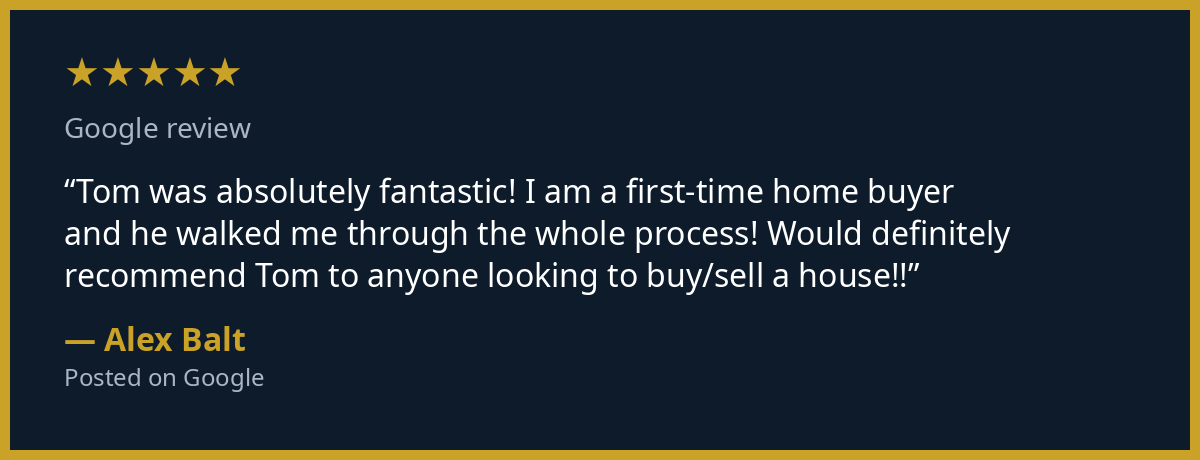 ★★★★★
Google review
“Tom was absolutely fantastic! I am a first-time home buyer
and he walked me through the whole process! Would definitely
recommend Tom to anyone looking to buy/sell a house!!”
— Alex Balt
Posted on Google